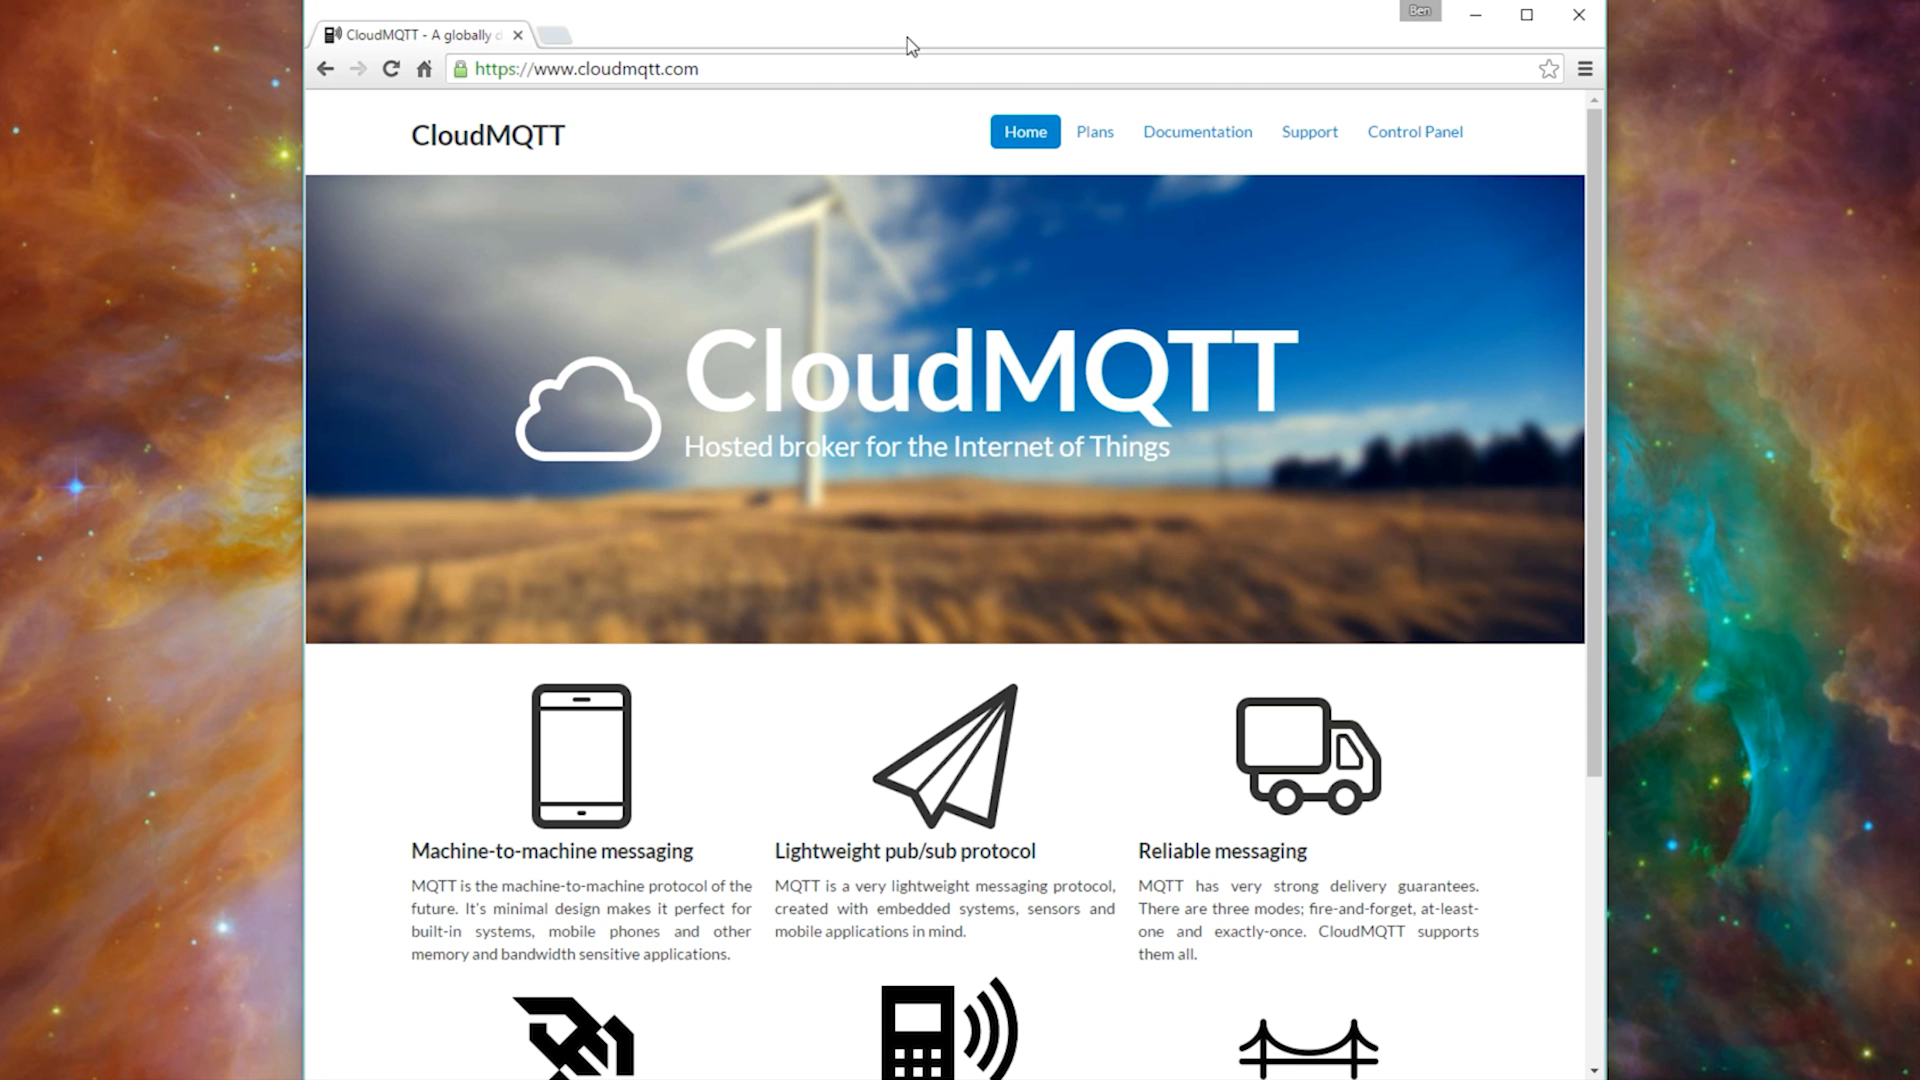 Ben
CloudMQTT - A globally d
https://www.cloudmqtt.com
CloudMQTT
Home Plans Documentation Support Control Panel
CloudMQTT
Hosted broker for the Internet of Things
Machine-to-machine messaging
MQTT is the machine-to-machine protocol of the
future. It's minimal design makes it perfect for
built-in systems, mobile phones and other
memory and bandwidth sensitive applications.
Lightweight pub/sub protocol
MQTT is a very lightweight messaging protocol,
created with embedded systems, sensors and
mobile applications in mind.
Reliable messaging
MQTT has very strong delivery guarantees.
There are three modes; fire-and-forget, at-least-
one and exactly-once. CloudMQTT supports
them all.